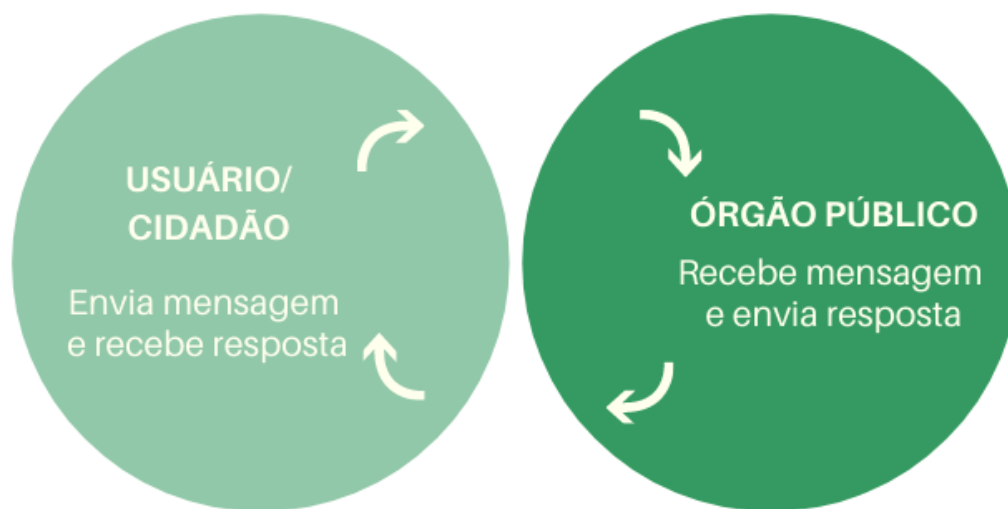 USUÁRIO/
CIDADÃO
Envia mensagem
e recebe resposta
ÓRGÃO PÚBLICO
Recebe mensagem
e envia resposta